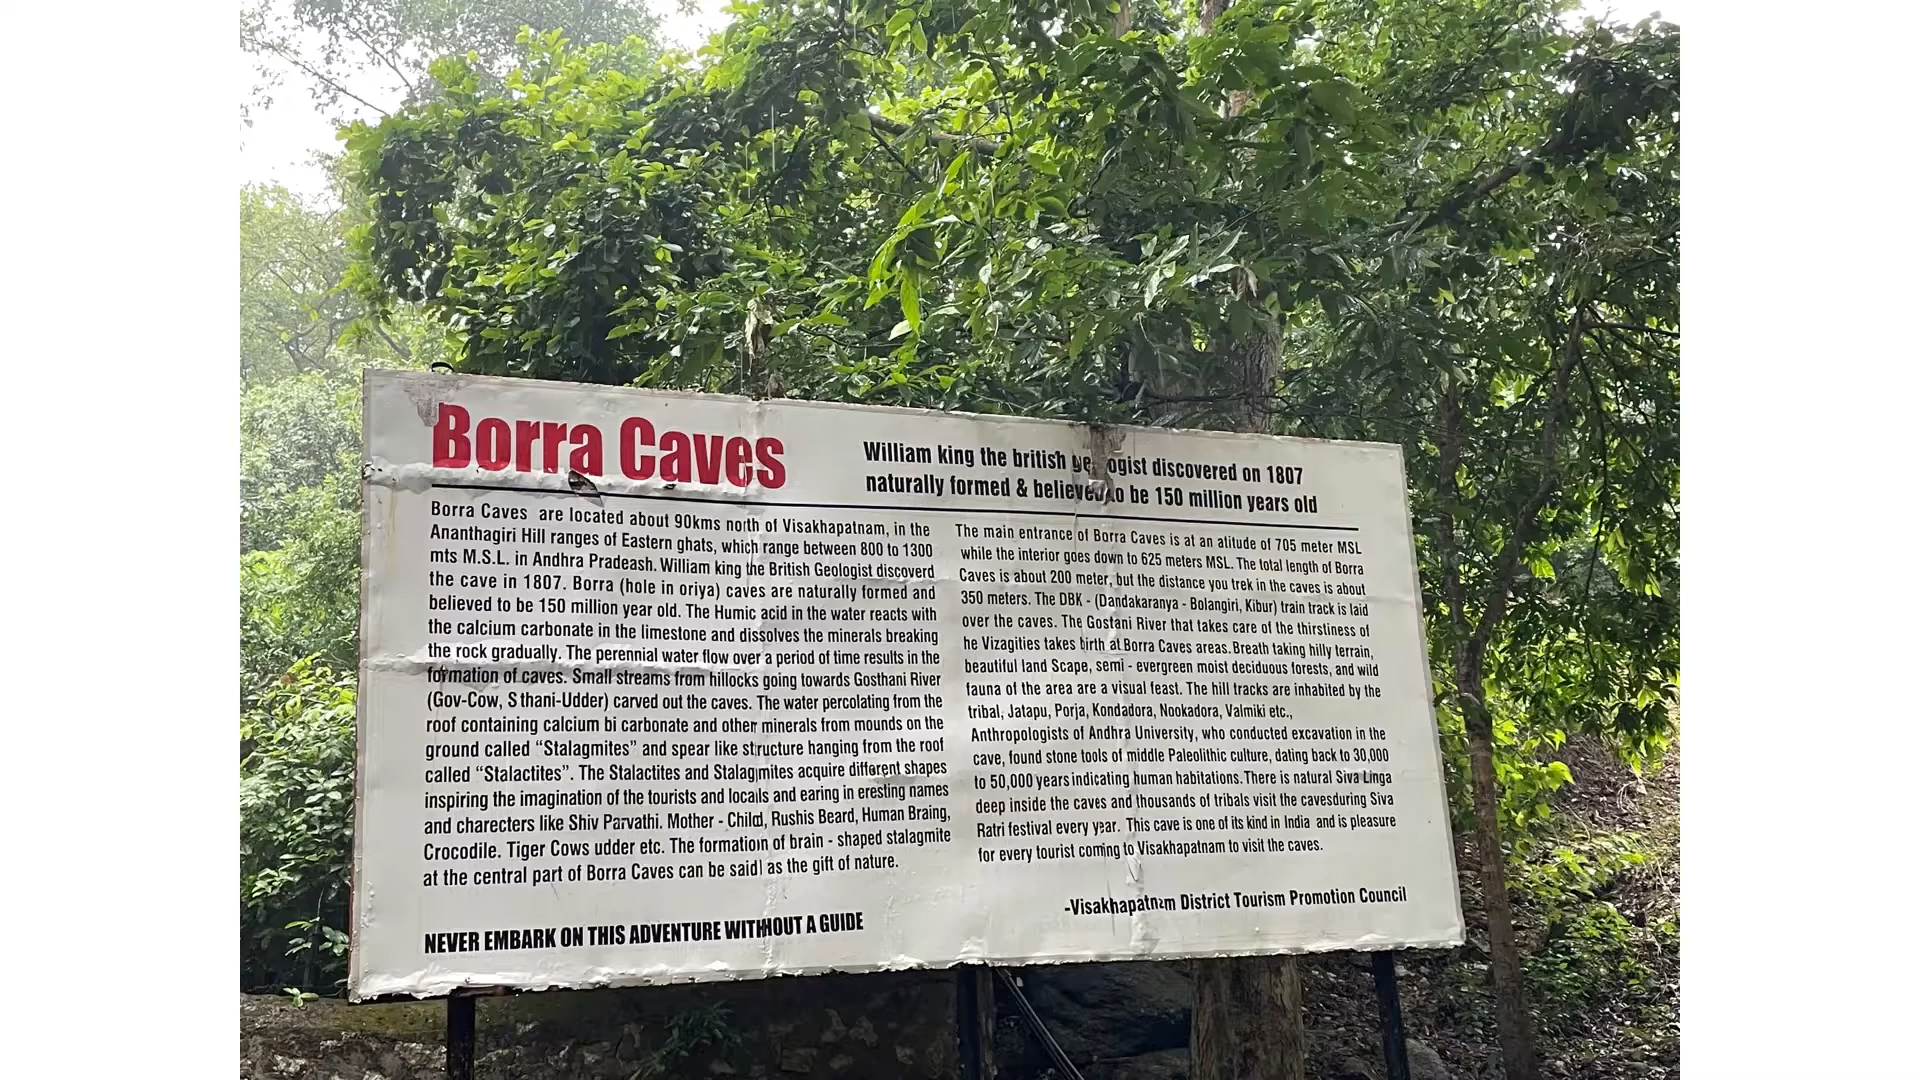 Borra Caves
William king the british geologist discovered on 1807
naturally formed & believed to be 150 million years old
Borra Caves are located about 90kms north of Visakhapatnam, in the
Ananthagiri Hill ranges of Eastern ghats, which range between 800 to 1300
mts M.S.L. in Andhra Pradeash. William king the British Geologist discoverd
the cave in 1807. Borra (hole in oriya) caves are naturally formed and
believed to be 150 million year old. The Humic acid in the water reacts with
the calcium carbonate in the limestone and dissolves the minerals breaking
the rock gradually. The perennial water flow over a period of time results in the
formation of caves. Small streams from hillocks going towards Gosthani River
(Gov-Cow, S thani-Udder) carved out the caves. The water percolating from the
roof containing calcium bi carbonate and other minerals from mounds on the
ground called “Stalagmites” and spear like structure hanging from the roof
called “Stalactites”. The Stalactites and Stalagmites acquire different shapes
inspiring the imagination of the tourists and locals and earing in eresting names
and charecters like Shiv Parvathi. Mother - Child, Rushis Beard, Human Braing,
Crocodile. Tiger Cows udder etc. The formation of brain - shaped stalagmite
at the central part of Borra Caves can be said as the gift of nature.
NEVER EMBARK ON THIS ADVENTURE WITHOUT A GUIDE
The main entrance of Borra Caves is at an atitude of 705 meter MSL
while the interior goes down to 625 meters MSL. The total length of Borra
Caves is about 200 meter, but the distance you trek in the caves is about
350 meters. The DBK - (Dandakaranya - Bolangiri, Kibur) train track is laid
over the caves. The Gostani River that takes care of the thirstiness of
he Vizagities takes birth at Borra Caves areas. Breath taking hilly terrain,
beautiful land Scape, semi - evergreen moist deciduous forests, and wild
fauna of the area are a visual feast. The hill tracks are inhabited by the
tribal, Jatapu, Porja, Kondadora, Nookadora, Valmiki etc.,
Anthropologists of Andhra University, who conducted excavation in the
cave, found stone tools of middle Paleolithic culture, dating back to 30,000
to 50,000 years indicating human habitations. There is natural Siva Linga
deep inside the caves and thousands of tribals visit the cavesduring Siva
Ratri festival every year. This cave is one of its kind in India and is pleasure
for every tourist coming to Visakhapatnam to visit the caves.
-Visakhapatnam District Tourism Promotion Council